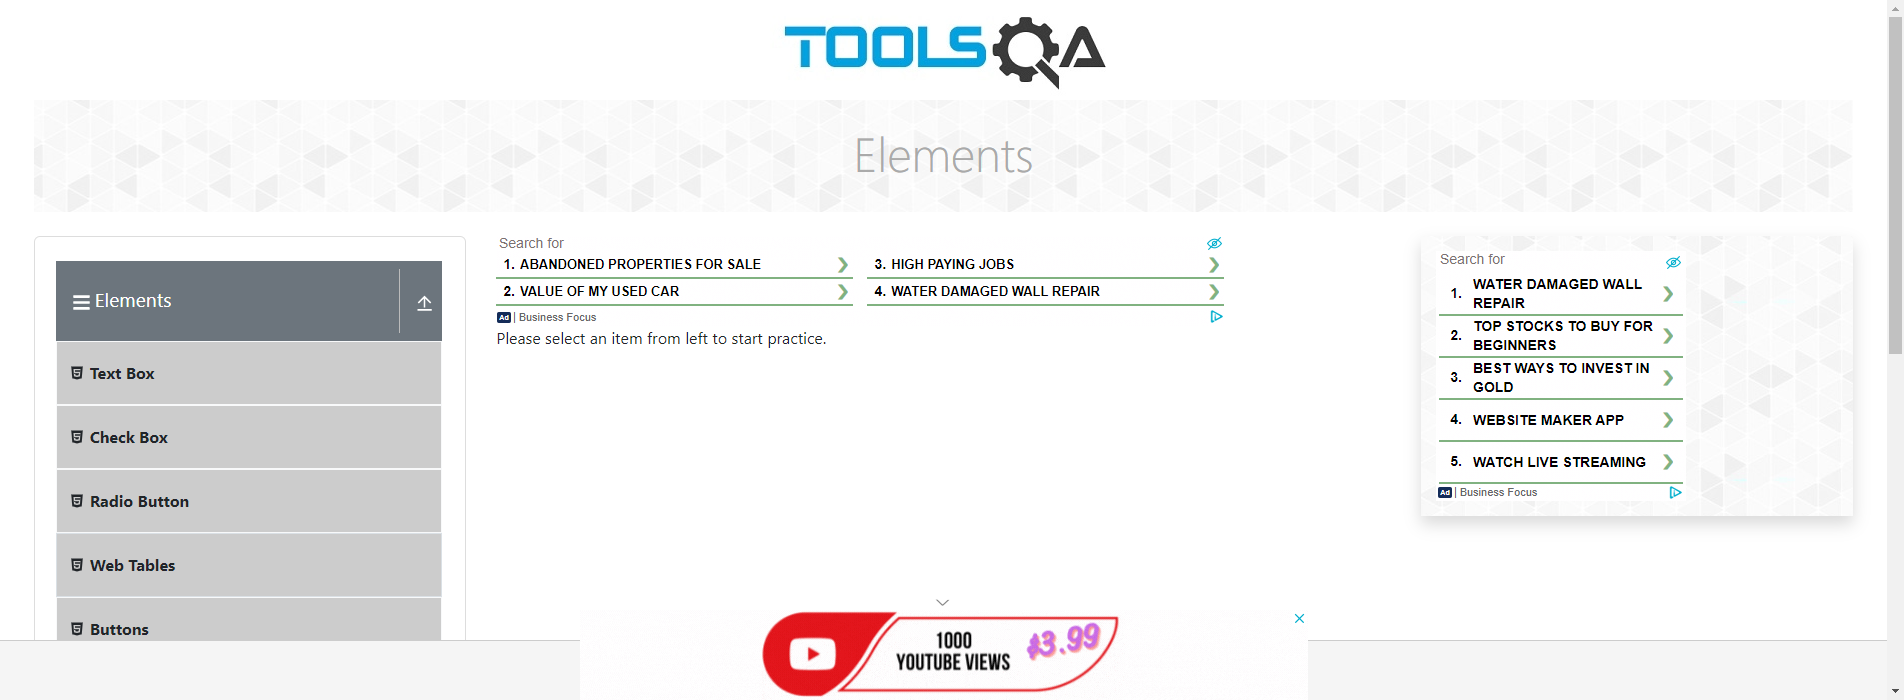 TOOLSQA
Elements
Elements
Text Box
Check Box
Radio Button
Web Tables
Buttons
Search for
1. ABANDONED PROPERTIES FOR SALE
2. VALUE OF MY USED CAR
3. HIGH PAYING JOBS
4. WATER DAMAGED WALL REPAIR
Ad | Business Focus
Please select an item from left to start practice.
Search for
1. WATER DAMAGED WALL
REPAIR
2. TOP STOCKS TO BUY FOR
BEGINNERS
3. BEST WAYS TO INVEST IN
GOLD
4. WEBSITE MAKER APP
5. WATCH LIVE STREAMING
Ad | Business Focus
1000
YOUTUBE VIEWS
$3.99